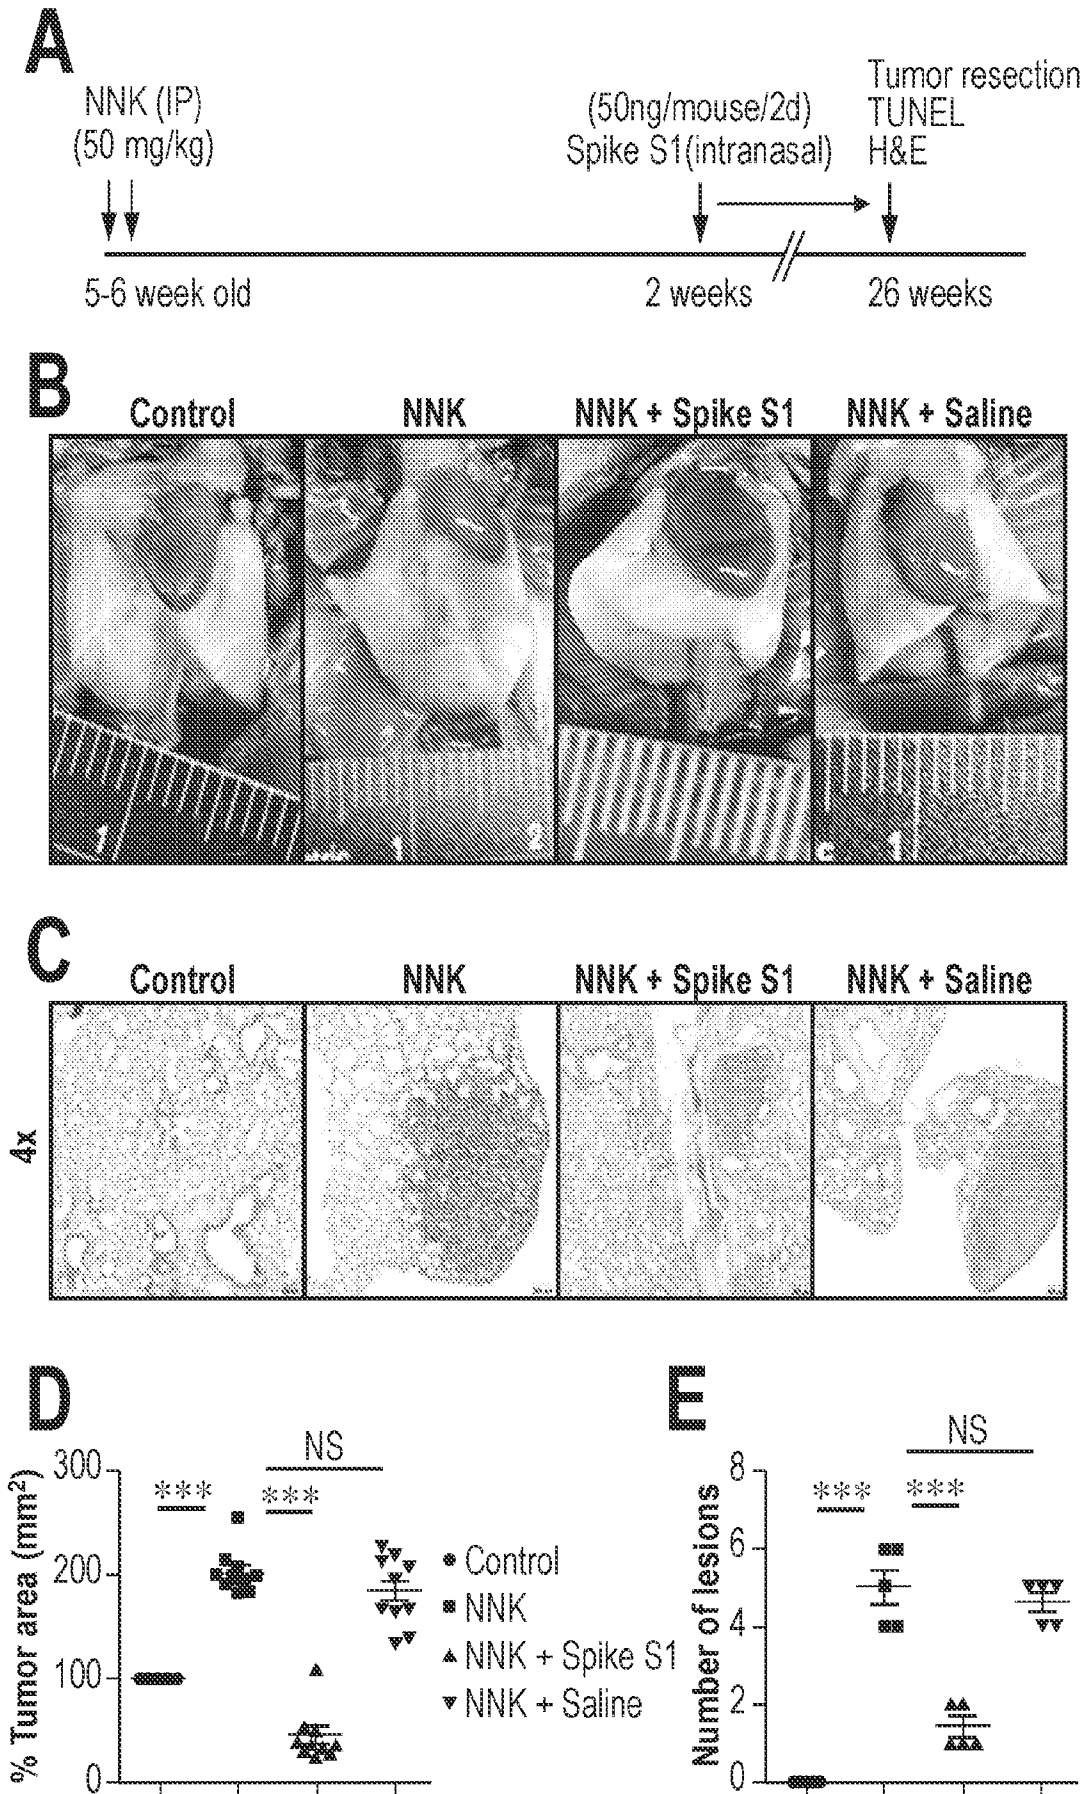 A
NNK (IP)
(50 mg/kg)
(50ng/mouse/2d)
Spike S1(intranasal)
Tumor resection
TUNEL
H&E
5-6 week old
2 weeks
26 weeks
B
Control
NNK
NNK + Spike S1
NNK + Saline
1
1
2
1
C
Control
NNK
NNK + Spike S1
NNK + Saline
4x
D
NS
***
***
% Tumor area (mm²)
300
200
100
0
Control
NNK
NNK + Spike S1
NNK + Saline
E
NS
***
***
Number of lesions
8
6
4
2
0